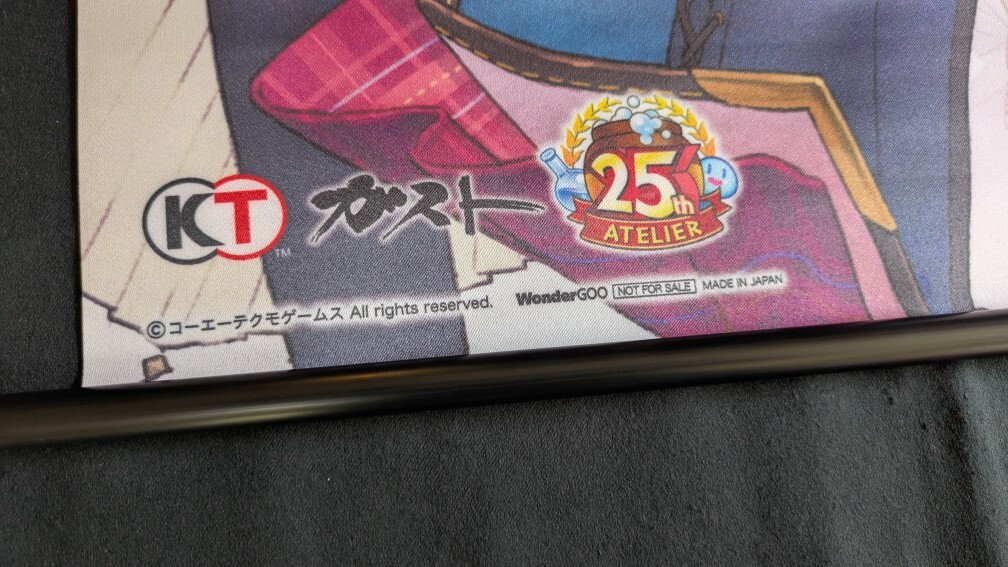 KT™
ガスト
25th
ATELIER
©コーエーテクモゲームス All rights reserved.
WonderGOO NOT FOR SALE MADE IN JAPAN